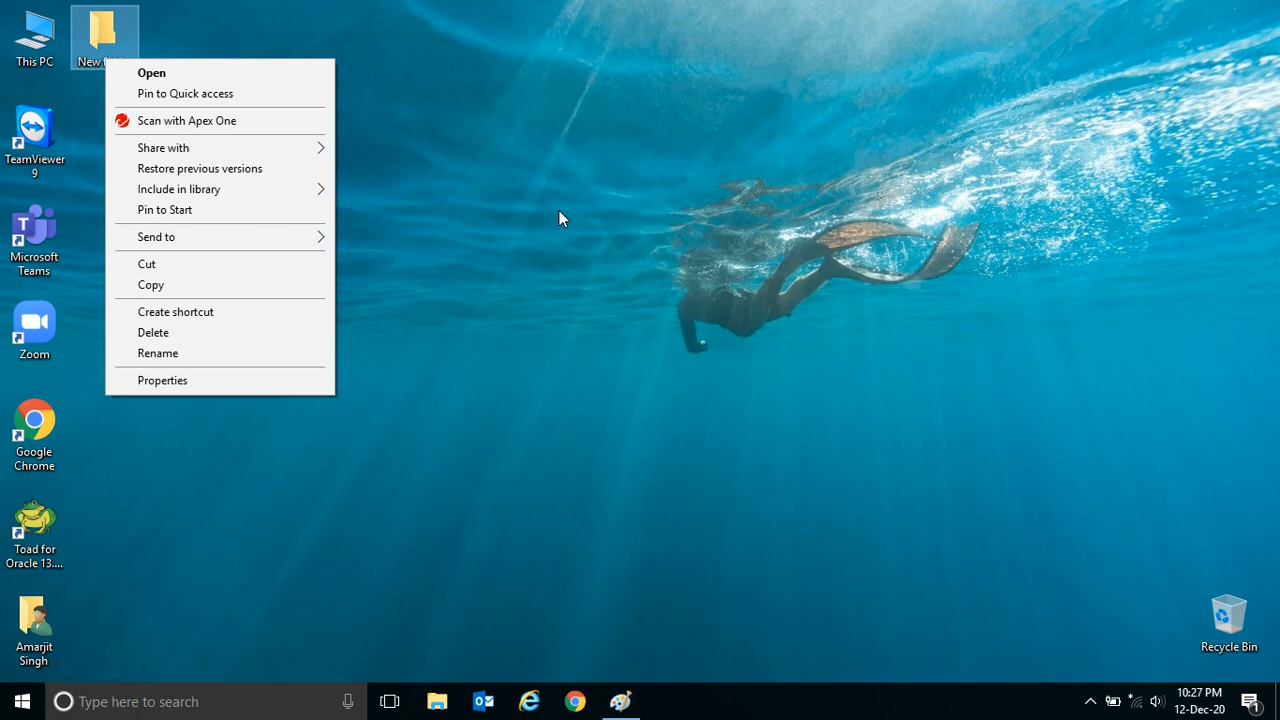 This PC
New
Open
Pin to Quick access
Scan with Apex One
Share with
Restore previous versions
Include in library
Pin to Start
Send to
Cut
Copy
Create shortcut
Delete
Rename
Properties
TeamViewer
9
Microsoft
Teams
Zoom
Google
Chrome
Toad for
Oracle 13....
Amarjit
Singh
Recycle Bin
Type here to search
10:27 PM
12-Dec-20
1